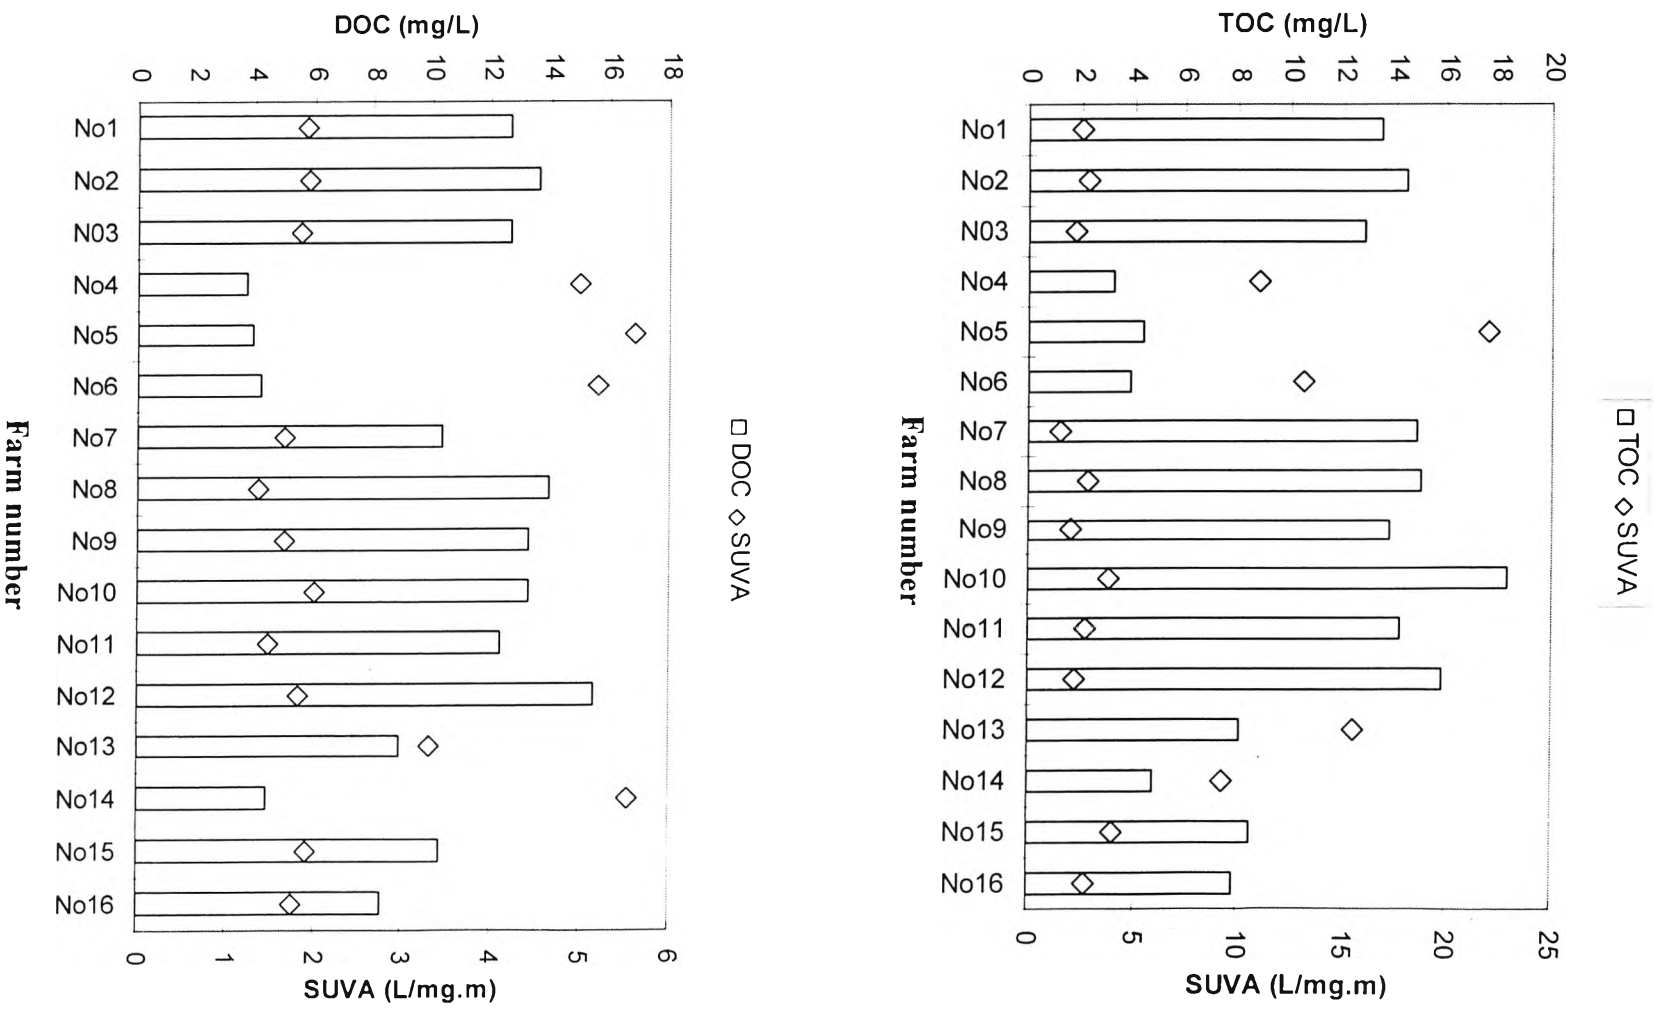 DOC (mg/L)
0 2 4 6 8 10 12 14 16 18
No1
No2
N03
No4
No5
No6
No7
No8
No9
No10
No11
No12
No13
No14
No15
No16
0 1 2 3 4 5 6
SUVA (L/mg.m)
Farm number
□ DOC ◇ SUVA
TOC (mg/L)
0 2 4 6 8 10 12 14 16 18 20
No1
No2
N03
No4
No5
No6
No7
No8
No9
No10
No11
No12
No13
No14
No15
No16
0 5 10 15 20 25
SUVA (L/mg.m)
Farm number
□ TOC ◇ SUVA